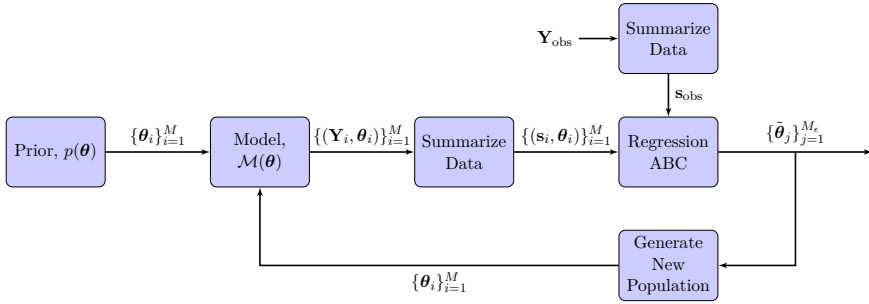 Y_obs
Summarize
Data
s_obs
Prior, p(θ)
{θ_i}_{i=1}^M
Model,
ℳ(θ)
{(Y_i, θ_i)}_{i=1}^M
Summarize
Data
{(s_i, θ_i)}_{i=1}^M
Regression
ABC
{θ̃_j}_{j=1}^{M_ϵ}
Generate
New
Population
{θ_i}_{i=1}^M